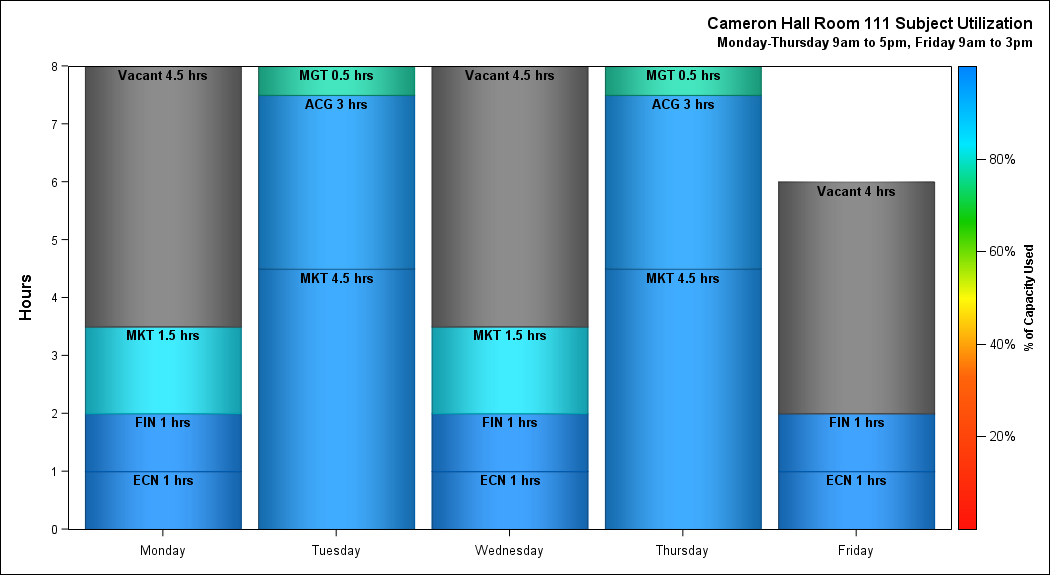 Cameron Hall Room 111 Subject Utilization
Monday-Thursday 9am to 5pm, Friday 9am to 3pm
Hours
8
7
6
5
4
3
2
1
0
Vacant 4.5 hrs
MKT 1.5 hrs
FIN 1 hrs
ECN 1 hrs
MGT 0.5 hrs
ACG 3 hrs
MKT 4.5 hrs
Vacant 4.5 hrs
MKT 1.5 hrs
FIN 1 hrs
ECN 1 hrs
MGT 0.5 hrs
ACG 3 hrs
MKT 4.5 hrs
Vacant 4 hrs
FIN 1 hrs
ECN 1 hrs
Monday
Tuesday
Wednesday
Thursday
Friday
80%
60%
40%
20%
% of Capacity Used